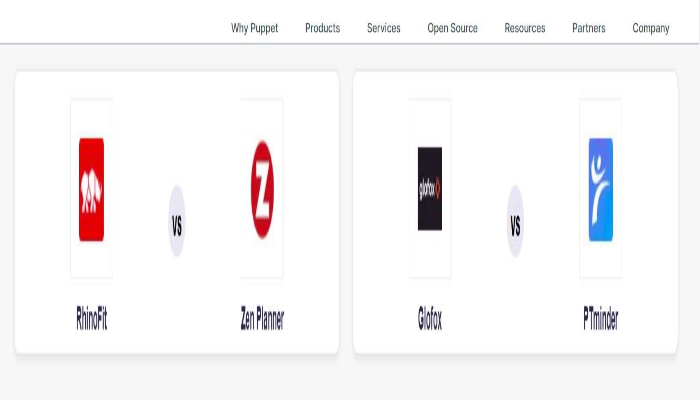 Why Puppet Products Services Open Source Resources Partners Company
glofox
VS VS
RhinoFit Zen Planner Glofox PTminder